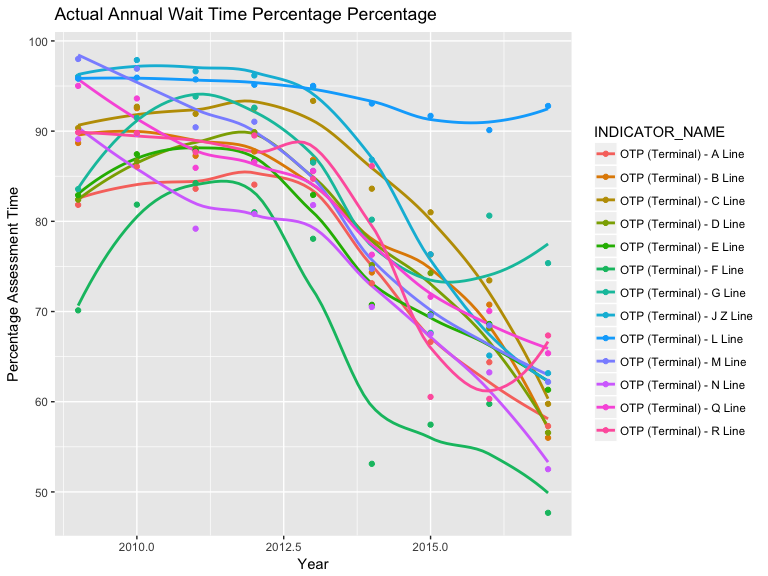 Actual Annual Wait Time Percentage Percentage
100
90
80
70
60
50
Percentage Assessment Time
2010.0
2012.5
2015.0
Year
INDICATOR_NAME
OTP (Terminal) - A Line
OTP (Terminal) - B Line
OTP (Terminal) - C Line
OTP (Terminal) - D Line
OTP (Terminal) - E Line
OTP (Terminal) - F Line
OTP (Terminal) - G Line
OTP (Terminal) - J Z Line
OTP (Terminal) - L Line
OTP (Terminal) - M Line
OTP (Terminal) - N Line
OTP (Terminal) - Q Line
OTP (Terminal) - R Line